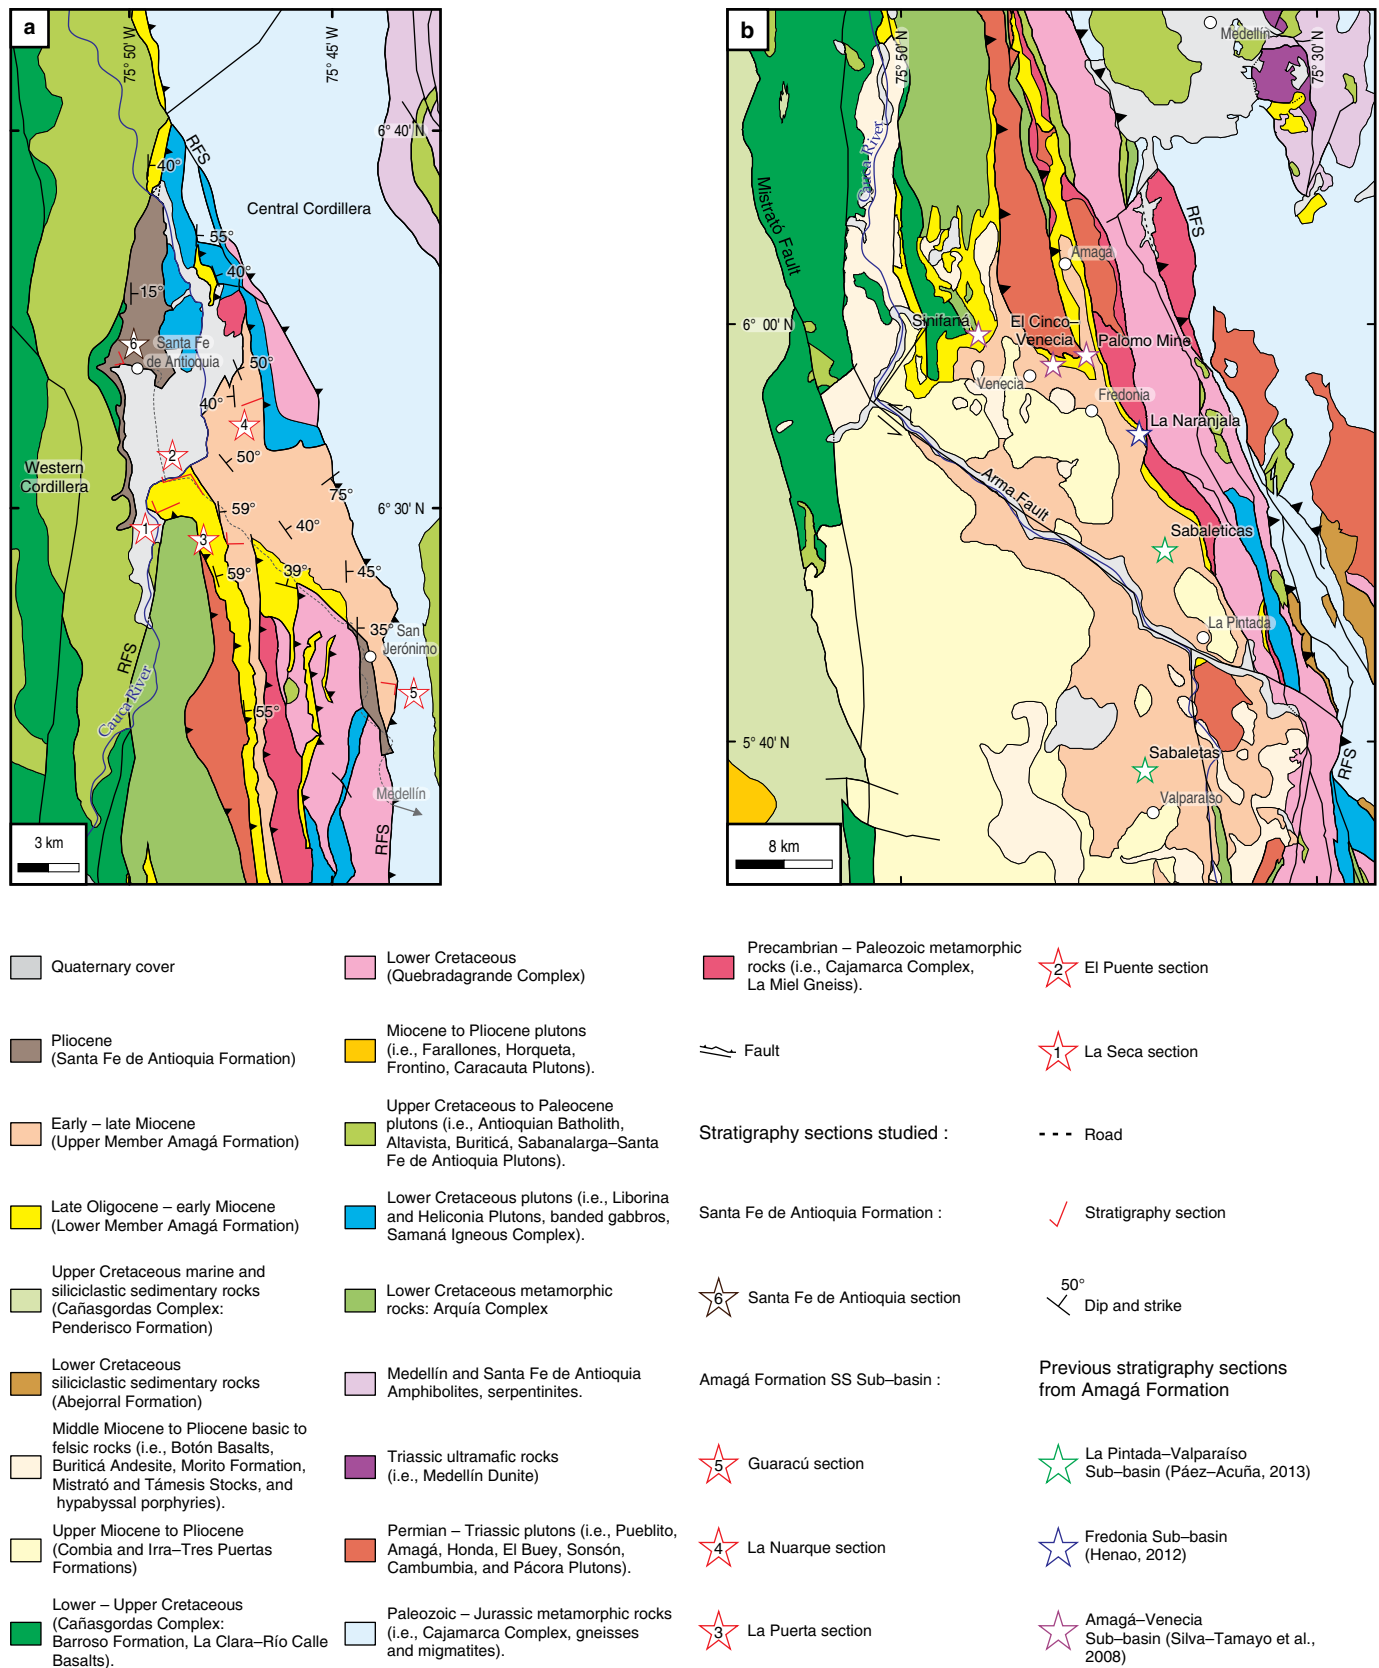 a
75° 50' W
75° 45' W
6° 40' N
RFS
40°
Central Cordillera
55°
40°
15°
6
Santa Fe
de Antioquia
50°
40°
4
2
50°
Western
Cordillera
75°
6° 30' N
59°
1
3
40°
59°
39°
45°
35°
San
Jerónimo
RFS
Cauca River
5
55°
Medellín
RFS
3 km
b
75° 50' N
75° 30' N
Medellín
Cauca River
Mistrató Fault
RFS
Amaga
6° 00' N
Sinifaná
El Cinco–
Venecia
Palomo Mine
Venecia
Fredonia
La Naranjala
Arma Fault
Sabaleticas
La Pintada
5° 40' N
Sabaletas
RFS
Valparaíso
8 km
Quaternary cover
Pliocene
(Santa Fe de Antioquia Formation)
Early – late Miocene
(Upper Member Amagá Formation)
Late Oligocene – early Miocene
(Lower Member Amagá Formation)
Upper Cretaceous marine and
siliciclastic sedimentary rocks
(Cañasgordas Complex:
Penderisco Formation)
Lower Cretaceous
siliciclastic sedimentary rocks
(Abejorral Formation)
Middle Miocene to Pliocene basic to
felsic rocks (i.e., Botón Basalts,
Buriticá Andesite, Morito Formation,
Mistrató and Támesis Stocks, and
hypabyssal porphyries).
Upper Miocene to Pliocene
(Combia and Irra–Tres Puertas
Formations)
Lower – Upper Cretaceous
(Cañasgordas Complex:
Barroso Formation, La Clara–Río Calle
Basalts).
Lower Cretaceous
(Quebradagrande Complex)
Miocene to Pliocene plutons
(i.e., Farallones, Horqueta,
Frontino, Caracauta Plutons).
Upper Cretaceous to Paleocene
plutons (i.e., Antioquian Batholith,
Altavista, Buriticá, Sabanalarga–Santa
Fe de Antioquia Plutons).
Lower Cretaceous plutons (i.e., Liborina
and Heliconia Plutons, banded gabbros,
Samaná Igneous Complex).
Lower Cretaceous metamorphic
rocks: Arquía Complex
Medellín and Santa Fe de Antioquia
Amphibolites, serpentinites.
Triassic ultramafic rocks
(i.e., Medellín Dunite)
Permian – Triassic plutons (i.e., Pueblito,
Amagá, Honda, El Buey, Sonsón,
Cambumbia, and Pácora Plutons).
Paleozoic – Jurassic metamorphic rocks
(i.e., Cajamarca Complex, gneisses
and migmatites).
Precambrian – Paleozoic metamorphic
rocks (i.e., Cajamarca Complex,
La Miel Gneiss).
Fault
Stratigraphy sections studied :
Santa Fe de Antioquia Formation :
6 Santa Fe de Antioquia section
Amagá Formation SS Sub–basin :
5 Guaracú section
4 La Nuarque section
3 La Puerta section
2 El Puente section
1 La Seca section
Road
Stratigraphy section
50°
Dip and strike
Previous stratigraphy sections
from Amagá Formation
La Pintada–Valparaíso
Sub–basin (Páez–Acuña, 2013)
Fredonia Sub–basin
(Henao, 2012)
Amagá–Venecia
Sub–basin (Silva–Tamayo et al.,
2008)